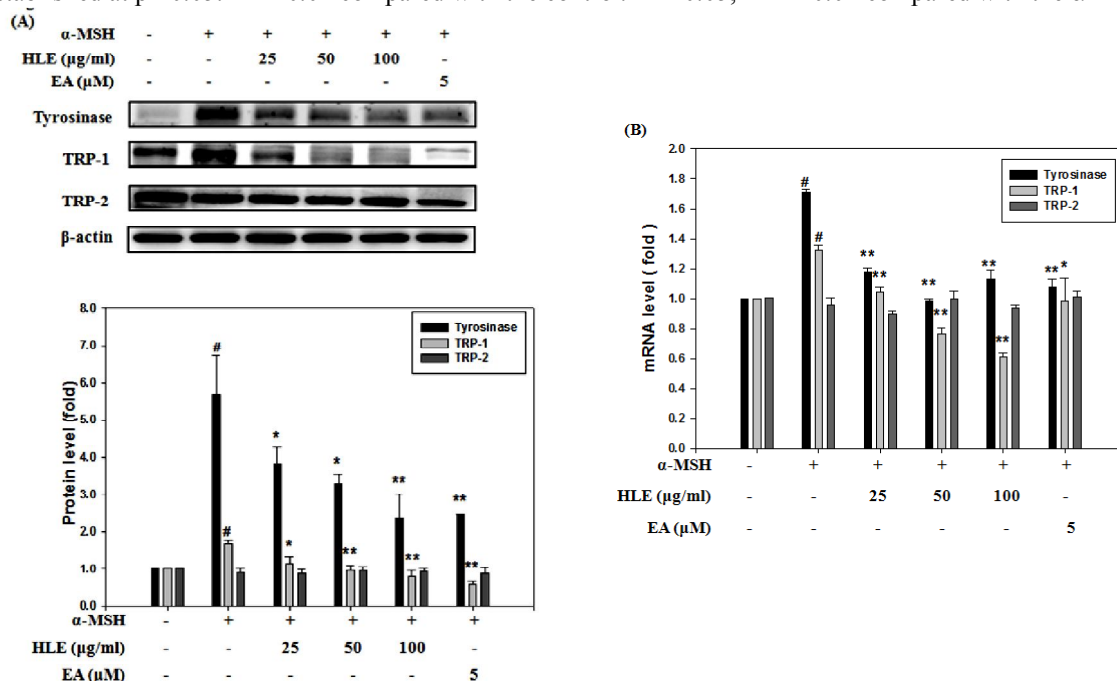 (A)
α-MSH - + + + + +
HLE (µg/ml) - - 25 50 100 -
EA (µM) - - - - - 5
Tyrosinase
TRP-1
TRP-2
β-actin
8.0
7.0
6.0
5.0
4.0
3.0
2.0
1.0
0.0
Protein level (fold)
Tyrosinase
TRP-1
TRP-2
# # * * * ** ** ** ** **
α-MSH - + + + + +
HLE (µg/ml) - - 25 50 100 -
EA (µM) - - - - - 5
(B)
2.0
1.8
1.6
1.4
1.2
1.0
0.8
0.6
0.4
0.2
0.0
mRNA level ( fold )
Tyrosinase
TRP-1
TRP-2
# # ** ** ** ** ** ** ** *
α-MSH - + + + + +
HLE (µg/ml) - - 25 50 100 -
EA (µM) - - - - - 5